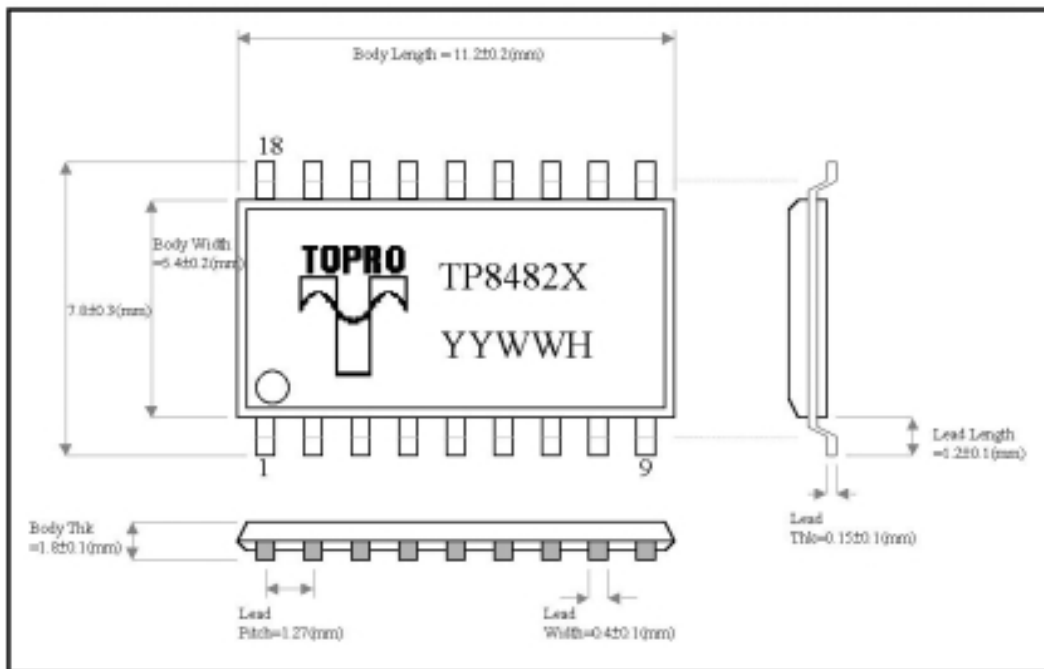 Body Length = 11.2±0.2(mm)
18
Body Width
=5.4±0.2(mm)
7.8±0.3(mm)
TOPRO
TP8482X
YYWWH
1
9
Lead Length
=1.2±0.1(mm)
Lead
Thk=0.15±0.1(mm)
Body Thk
=1.8±0.1(mm)
Lead
Pitch=1.27(mm)
Lead
Width=0.4±0.1(mm)